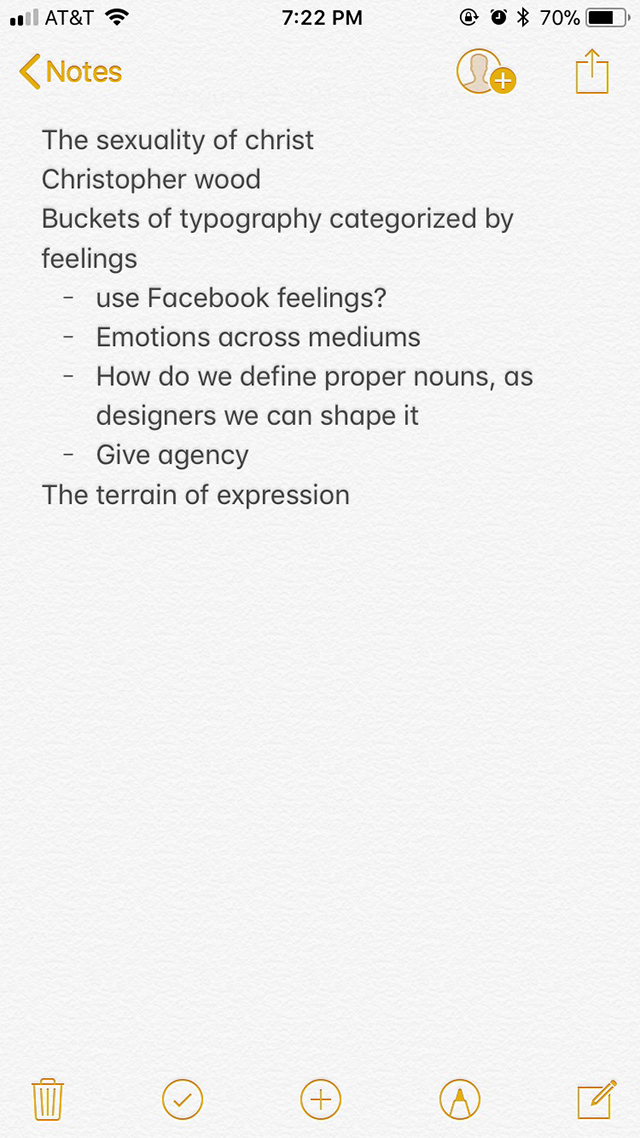 AT&T 7:22 PM 70%
Notes
The sexuality of christ
Christopher wood
Buckets of typography categorized by
feelings
- use Facebook feelings?
- Emotions across mediums
- How do we define proper nouns, as
designers we can shape it
- Give agency
The terrain of expression